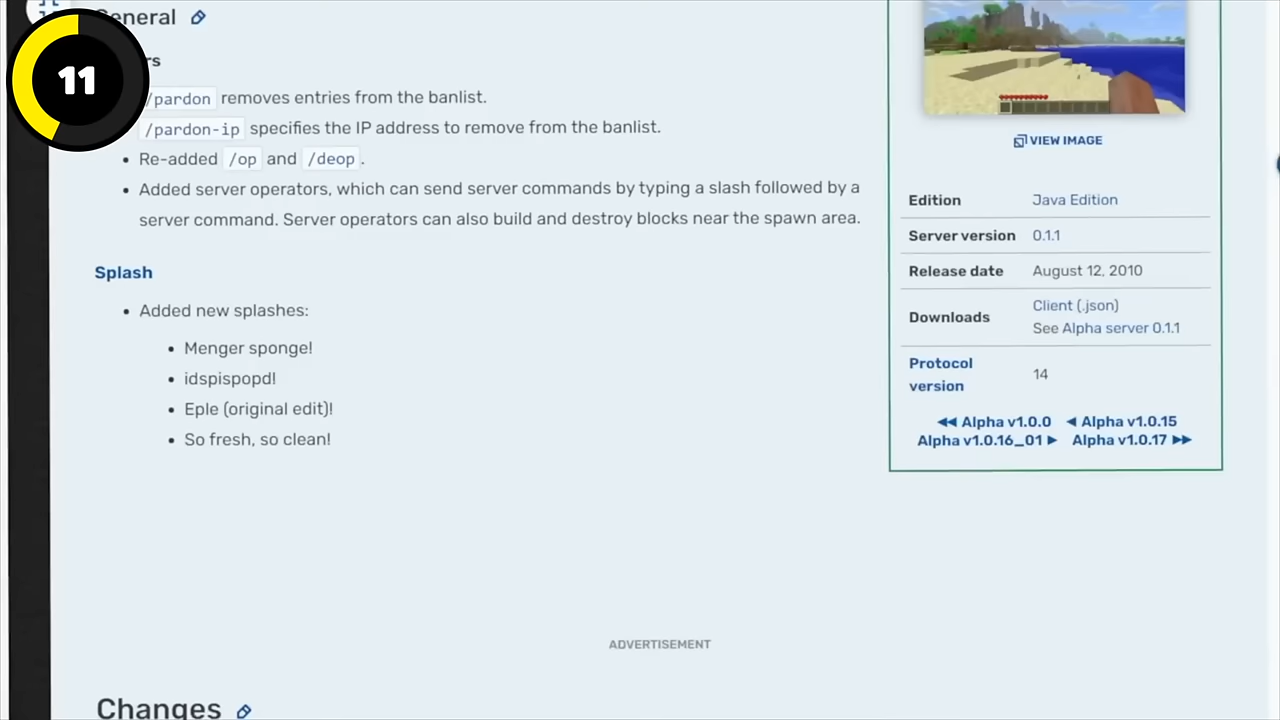 General
11
rs
/pardon removes entries from the banlist.
/pardon-ip specifies the IP address to remove from the banlist.
• Re-added /op and /deop.
• Added server operators, which can send server commands by typing a slash followed by a
server command. Server operators can also build and destroy blocks near the spawn area.
Splash
• Added new splashes:
• Menger sponge!
• idspispopd!
• Eple (original edit)!
• So fresh, so clean!
ADVERTISEMENT
Changes
VIEW IMAGE
Edition Java Edition
Server version 0.1.1
Release date August 12, 2010
Downloads Client (.json)
See Alpha server 0.1.1
Protocol
version 14
◀◀ Alpha v1.0.0 ◀ Alpha v1.0.15
Alpha v1.0.16_01 ▶ Alpha v1.0.17 ▶▶